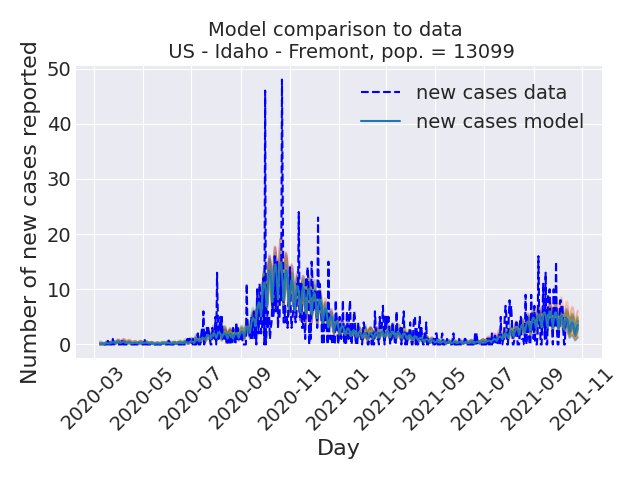 Model comparison to data
US - Idaho - Fremont, pop. = 13099
Number of new cases reported
50
40
30
20
10
0
new cases data
new cases model
2020-03
2020-05
2020-07
2020-09
2020-11
2021-01
2021-03
2021-05
2021-07
2021-09
2021-11
Day